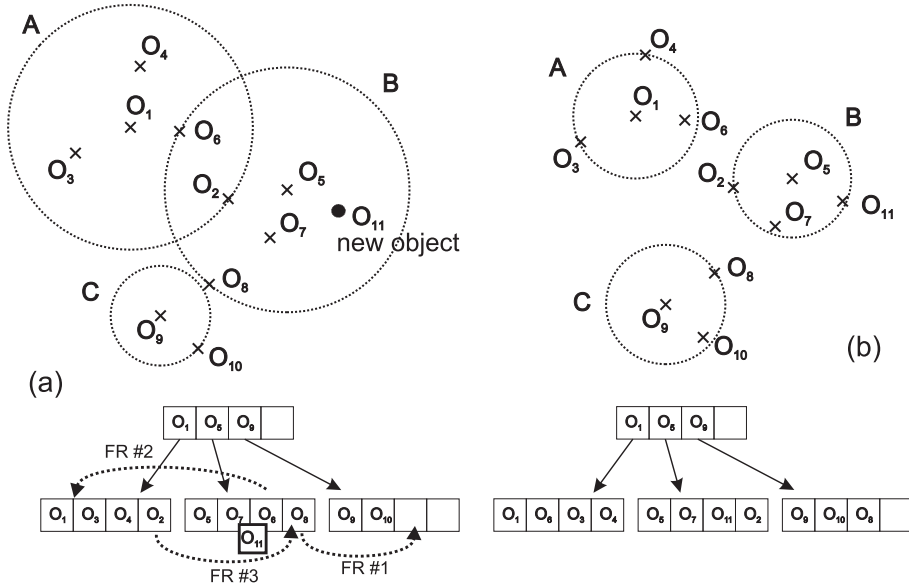 A
O4
O1
O6
O3
O2
B
O5
O7
O11
new object
O8
C
O9
O10
(a)
O4
A
O1
O6
O3
B
O5
O2
O7
O11
O8
C
O9
O10
(b)
O1 O5 O9
FR #2
O1 O3 O4 O2
O5 O7 O6 O8
O9 O10
O11
FR #3
FR #1
O1 O5 O9
O1 O6 O3 O4
O5 O7 O11 O2
O9 O10 O8